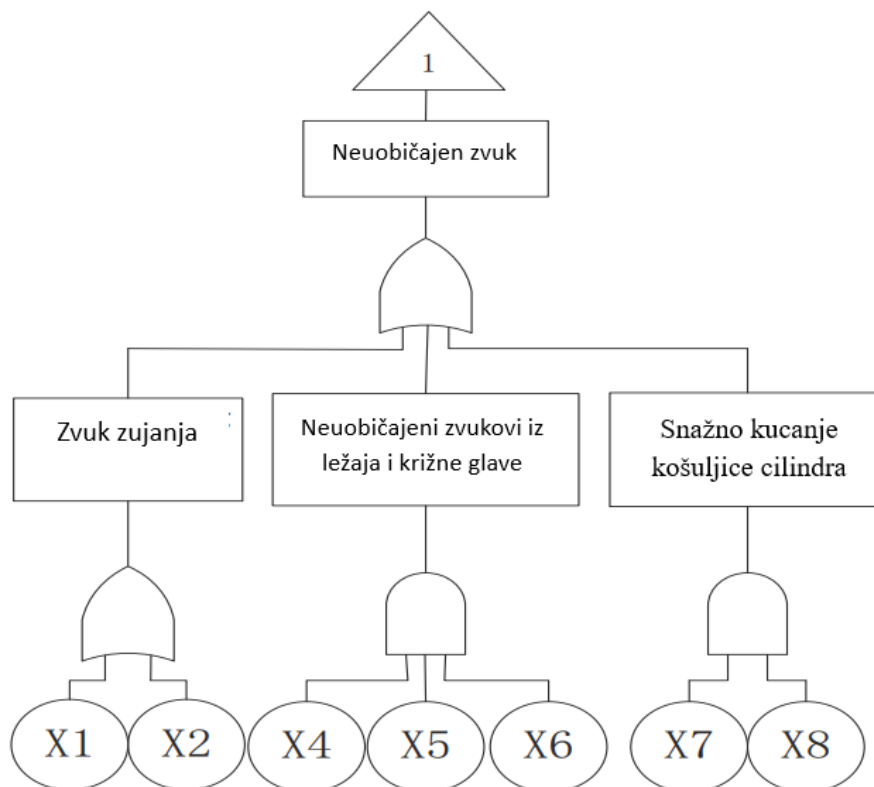 1
Neuobičajen zvuk
Zvuk zujanja
:
Neuobičajeni zvukovi iz
ležaja i križne glave
Snažno kucanje
košuljice cilindra
X1
X2
X4
X5
X6
X7
X8